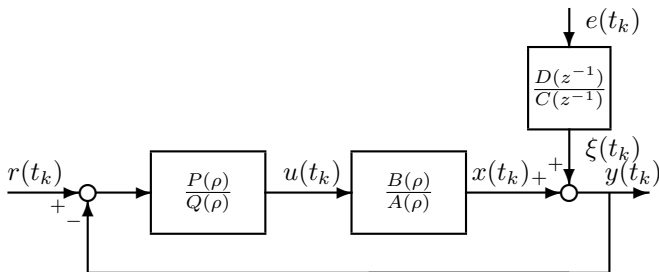 e(t_k)
D(z^{-1})
C(z^{-1})
ξ(t_k)
r(t_k)
+
−
P(ρ)
Q(ρ)
u(t_k)
B(ρ)
A(ρ)
x(t_k)
+
+
y(t_k)